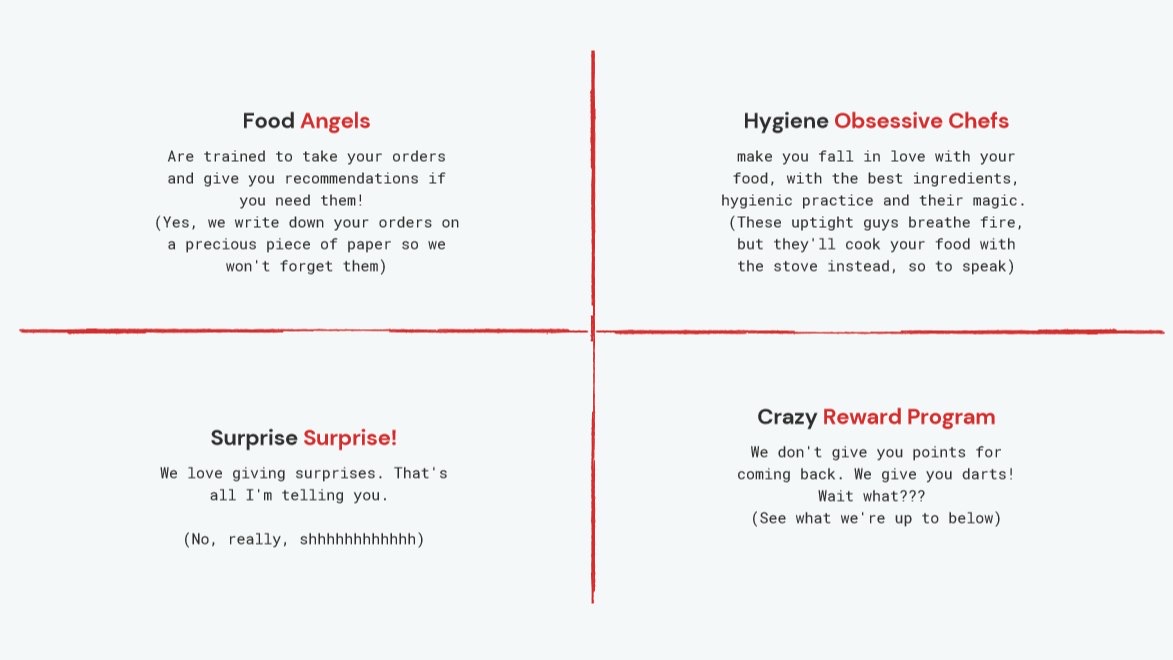 Food Angels
Are trained to take your orders
and give you recommendations if
you need them!
(Yes, we write down your orders on
a precious piece of paper so we
won't forget them)
Hygiene Obsessive Chefs
make you fall in love with your
food, with the best ingredients,
hygienic practice and their magic.
(These uptight guys breathe fire,
but they'll cook your food with
the stove instead, so to speak)
Surprise Surprise!
We love giving surprises. That's
all I'm telling you.
(No, really, shhhhhhhhhhhh)
Crazy Reward Program
We don't give you points for
coming back. We give you darts!
Wait what???
(See what we're up to below)